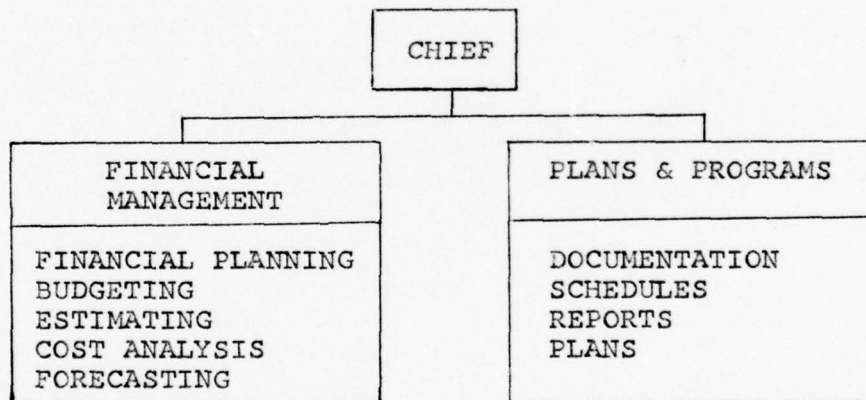 CHIEF
FINANCIAL
MANAGEMENT
FINANCIAL PLANNING
BUDGETING
ESTIMATING
COST ANALYSIS
FORECASTING
PLANS & PROGRAMS
DOCUMENTATION
SCHEDULES
REPORTS
PLANS